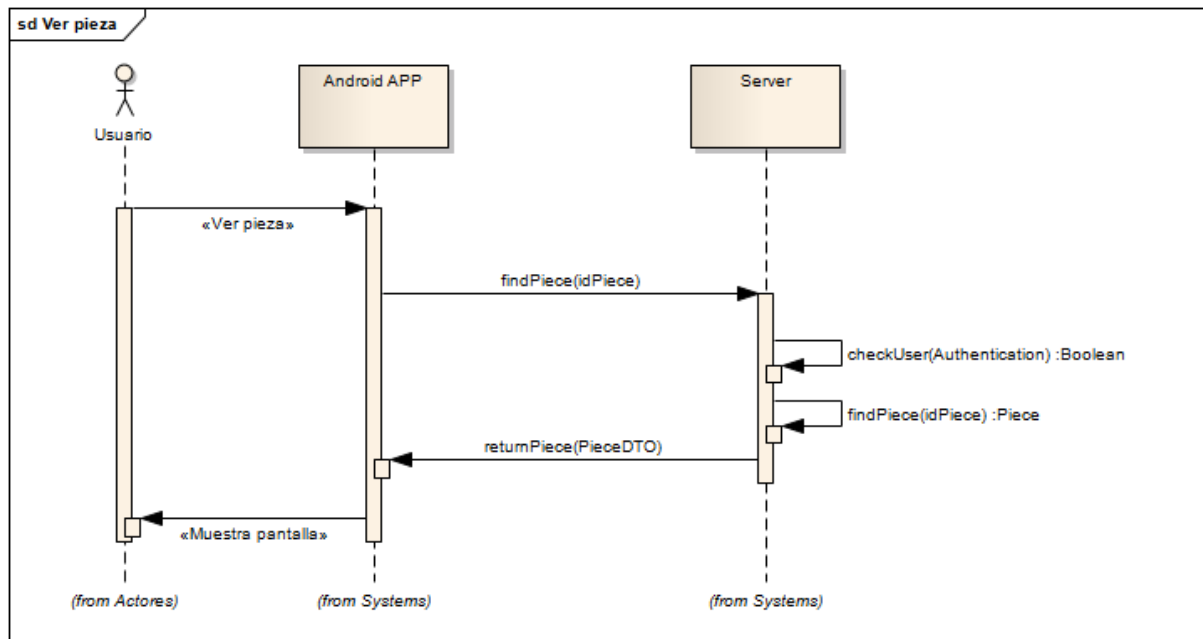 sd Ver pieza
Usuario
Android APP
Server
«Ver pieza»
findPiece(idPiece)
checkUser(Authentication) :Boolean
findPiece(idPiece) :Piece
returnPiece(PieceDTO)
«Muestra pantalla»
(from Actores)
(from Systems)
(from Systems)